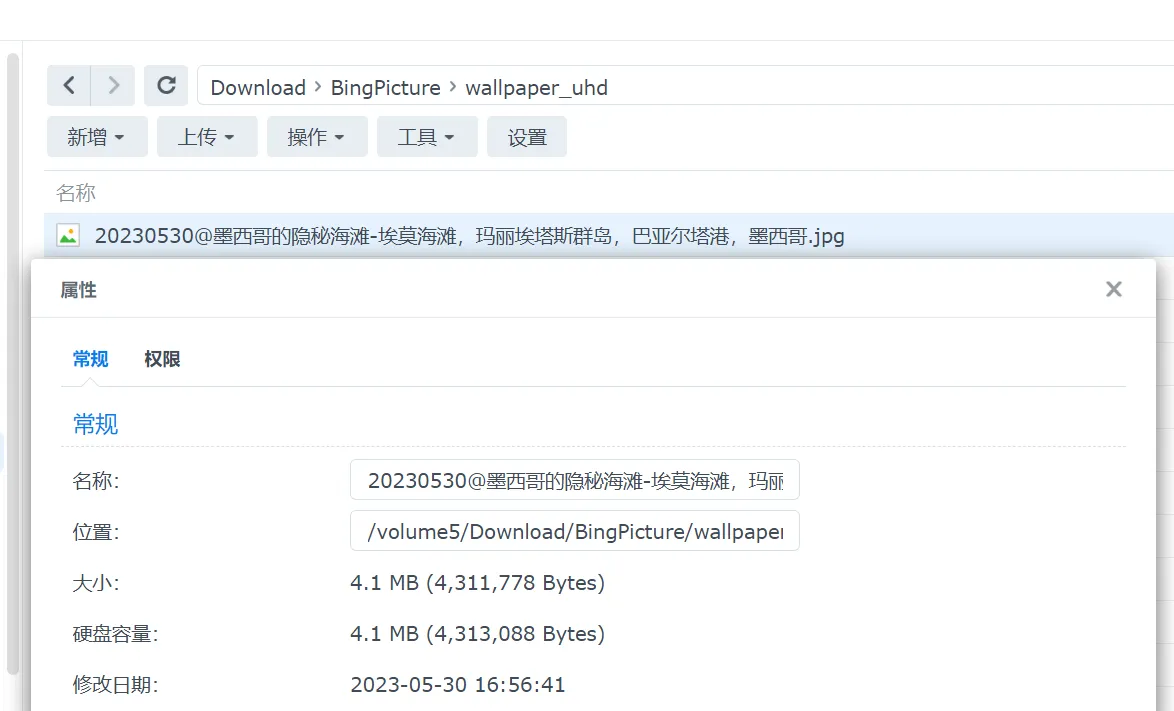 Download › BingPicture › wallpaper_uhd
新增 上传 操作 工具 设置
名称
20230530@墨西哥的隐秘海滩-埃莫海滩，玛丽埃塔斯群岛，巴亚尔塔港，墨西哥.jpg
属性
常规 权限
常规
名称: 20230530@墨西哥的隐秘海滩-埃莫海滩，玛丽
位置: /volume5/Download/BingPicture/wallpaper
大小: 4.1 MB (4,311,778 Bytes)
硬盘容量: 4.1 MB (4,313,088 Bytes)
修改日期: 2023-05-30 16:56:41